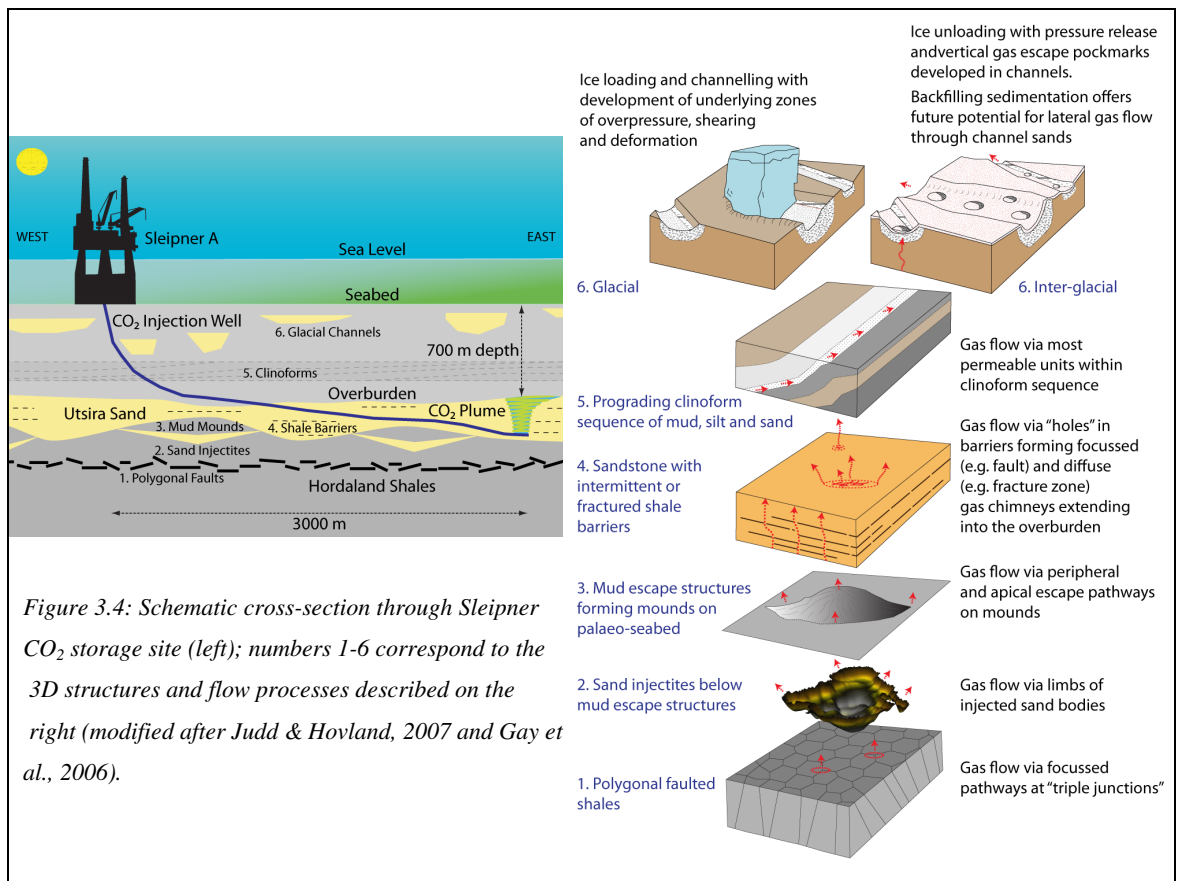 WEST
EAST
Sleipner A
Sea Level
Seabed
CO₂ Injection Well
6. Glacial Channels
700 m depth
5. Clinoforms
Overburden
Utsira Sand
CO₂ Plume
3. Mud Mounds
4. Shale Barriers
2. Sand Injectites
1. Polygonal Faults
Hordaland Shales
3000 m
Figure 3.4: Schematic cross-section through Sleipner
CO₂ storage site (left); numbers 1-6 correspond to the
3D structures and flow processes described on the
right (modified after Judd & Hovland, 2007 and Gay et
al., 2006).
Ice loading and channelling with
development of underlying zones
of overpressure, shearing
and deformation
Ice unloading with pressure release
andvertical gas escape pockmarks
developed in channels.
Backfilling sedimentation offers
future potential for lateral gas flow
through channel sands
6. Glacial
6. Inter-glacial
Gas flow via most
permeable units within
clinoform sequence
5. Prograding clinoform
sequence of mud, silt and sand
Gas flow via "holes" in
barriers forming focussed
(e.g. fault) and diffuse
(e.g. fracture zone)
gas chimneys extending
into the overburden
4. Sandstone with
intermittent or
fractured shale
barriers
3. Mud escape structures
forming mounds on
palaeo-seabed
Gas flow via peripheral
and apical escape pathways
on mounds
2. Sand injectites below
mud escape structures
Gas flow via limbs of
injected sand bodies
1. Polygonal faulted
shales
Gas flow via focussed
pathways at "triple junctions"